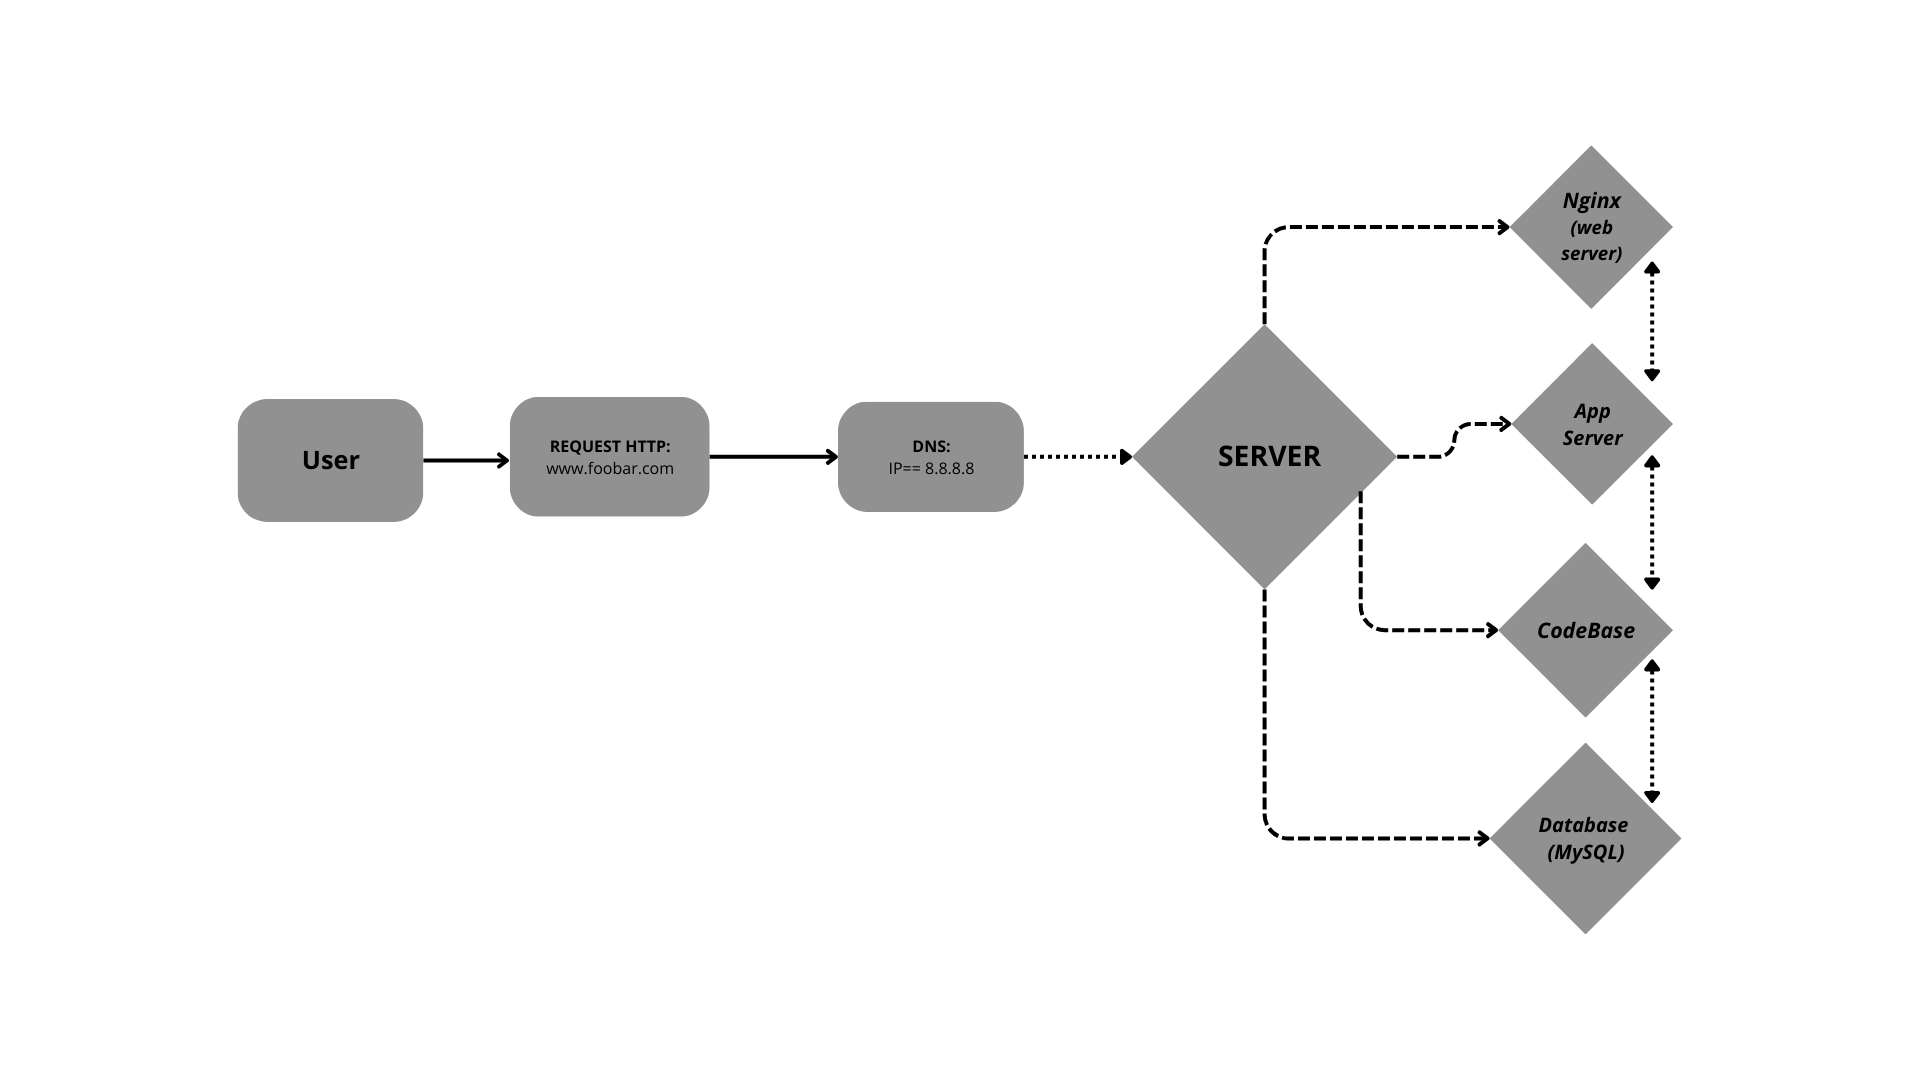 User
REQUEST HTTP:
www.foobar.com
DNS:
IP== 8.8.8.8
SERVER
Nginx
(web
server)
App
Server
CodeBase
Database
(MySQL)